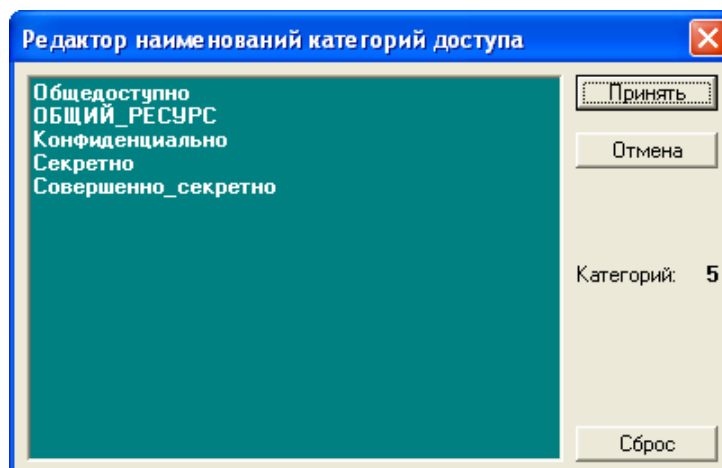 Редактор наименований категорий доступа
Общедоступно
ОБЩИЙ_РЕСУРС
Конфиденциально
Секретно
Совершенно_секретно
Принять
Отмена
Категорий: 5
Сброс